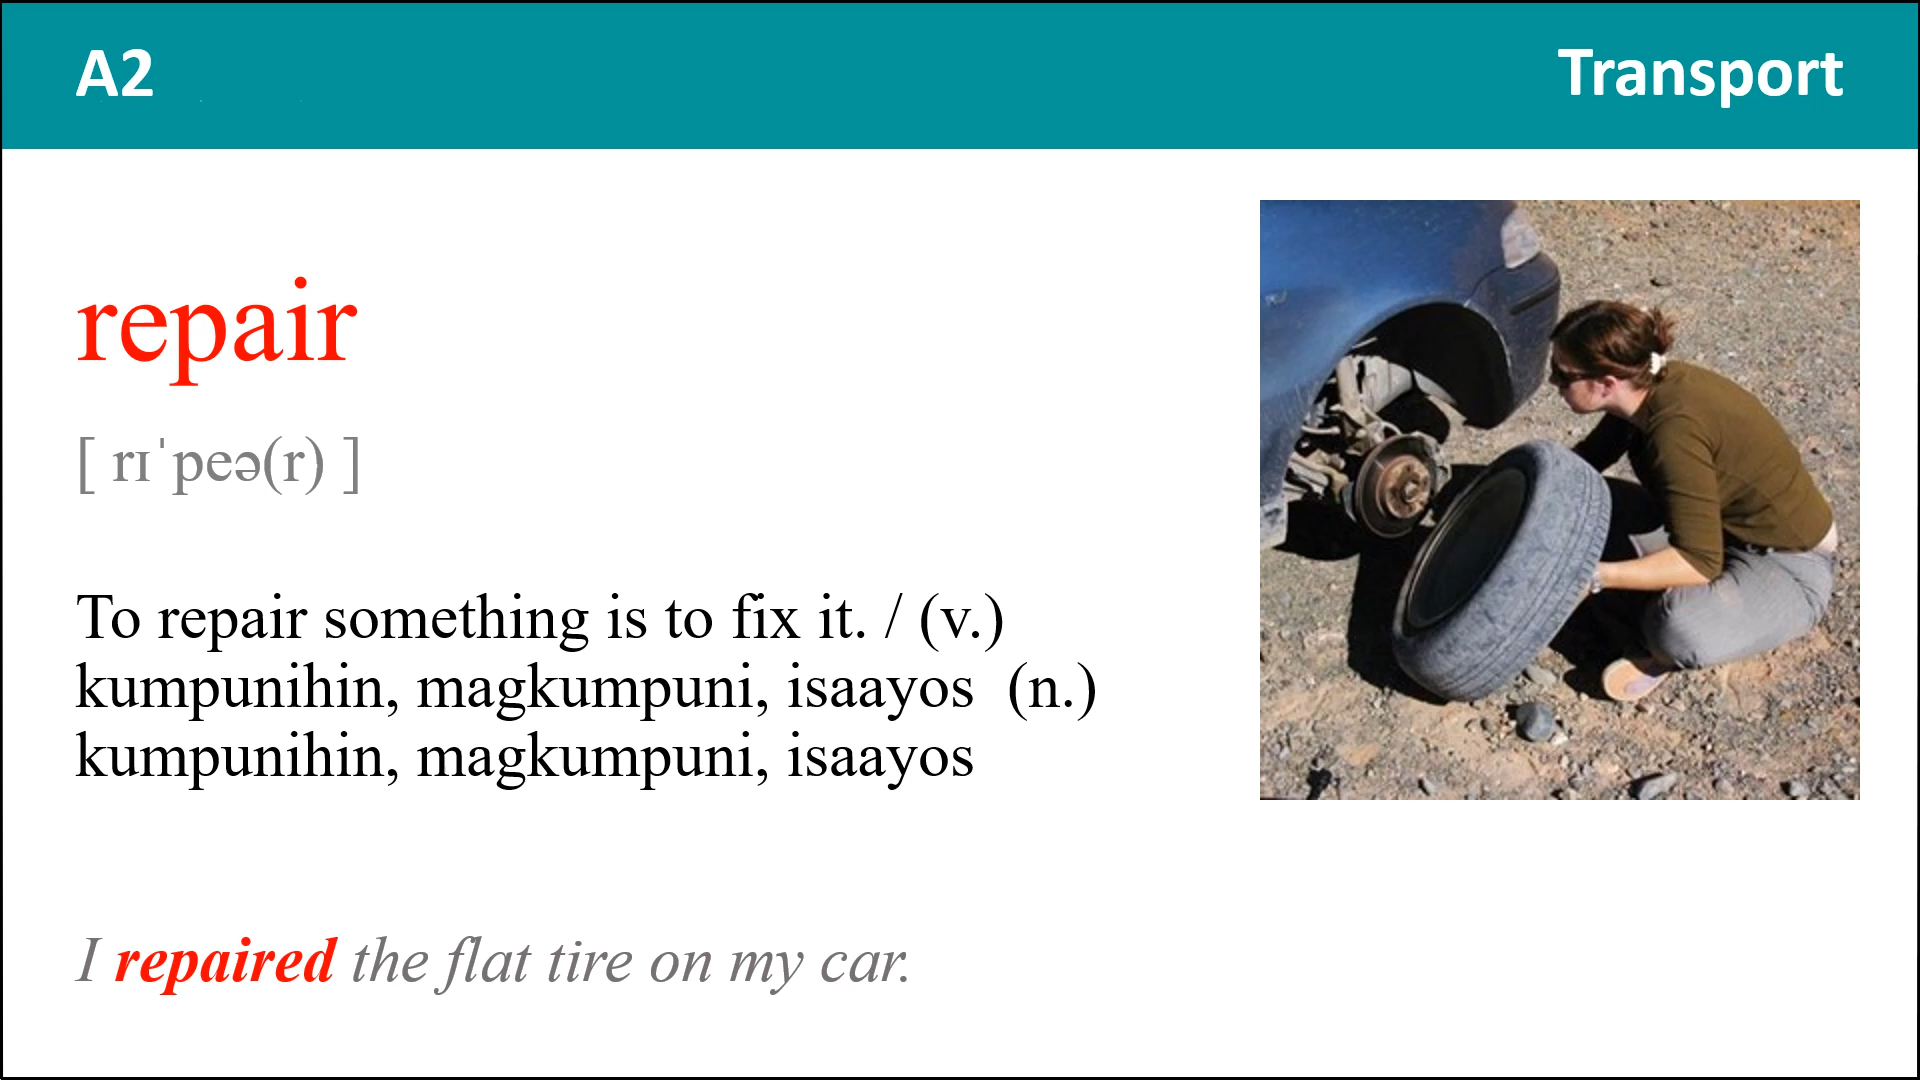 A2
Transport
repair
[ rɪˈpeə(r) ]
To repair something is to fix it. / (v.)
kumpunihin, magkumpuni, isaayos  (n.)
kumpunihin, magkumpuni, isaayos
I repaired the flat tire on my car.